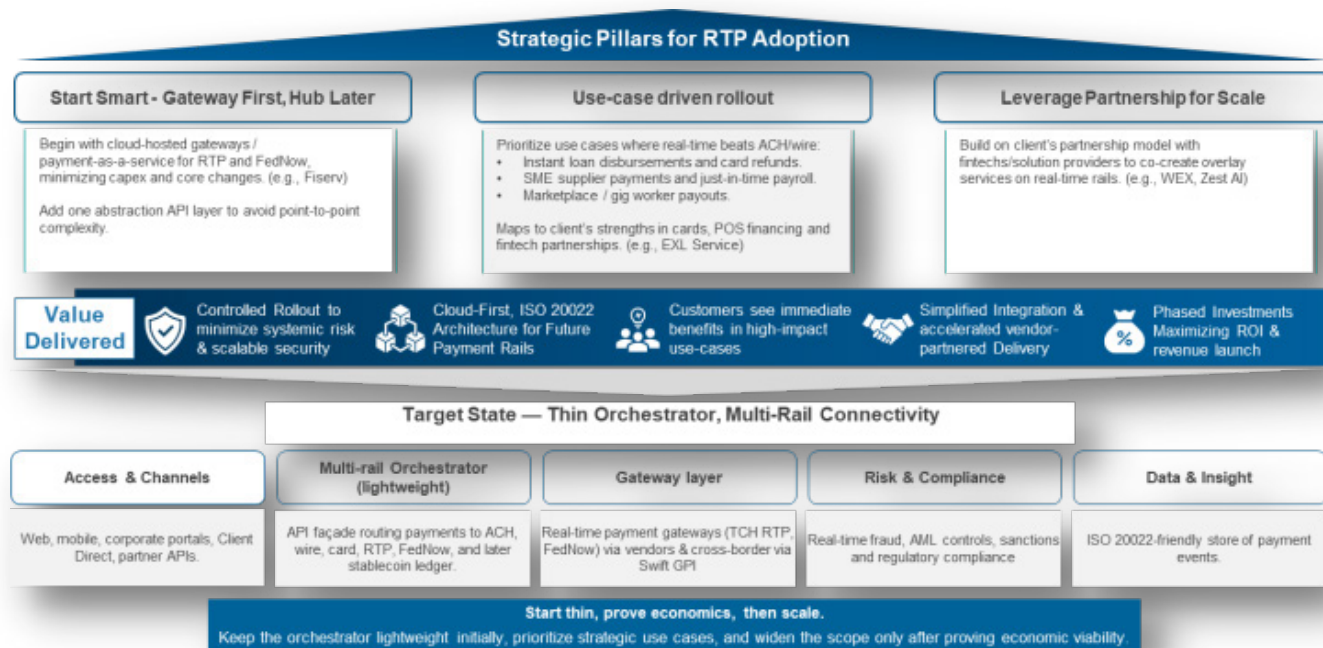 Strategic Pillars for RTP Adoption
Start Smart - Gateway First, Hub Later
Begin with cloud-hosted gateways /
payment-as-a-service for RTP and FedNow,
minimizing capex and core changes. (e.g., Fiserv)
Add one abstraction API layer to avoid point-to-point
complexity.
Use-case driven rollout
Prioritize use cases where real-time beats ACH/wire:
• Instant loan disbursements and card refunds.
• SME supplier payments and just-in-time payroll.
• Marketplace / gig worker payouts.
Maps to client's strengths in cards, POS financing and
fintech partnerships. (e.g., EXL Service)
Leverage Partnership for Scale
Build on client's partnership model with
fintechs/solution providers to co-create overlay
services on real-time rails. (e.g., WEX, Zest AI)
Value
Delivered
Controlled Rollout to
minimize systemic risk
& scalable security
Cloud-First, ISO 20022
Architecture for Future
Payment Rails
Customers see immediate
benefits in high-impact
use-cases
Simplified Integration &
accelerated vendor-
partnered Delivery
%
Phased Investments
Maximizing ROI &
revenue launch
Target State — Thin Orchestrator, Multi-Rail Connectivity
Access & Channels
Web, mobile, corporate portals, Client
Direct, partner APIs.
Multi-rail Orchestrator
(lightweight)
API façade routing payments to ACH,
wire, card, RTP, FedNow, and later
stablecoin ledger.
Gateway layer
Real-time payment gateways (TCH RTP,
FedNow) via vendors & cross-border via
Swift GPI
Risk & Compliance
Real-time fraud, AML controls, sanctions
and regulatory compliance
Data & Insight
ISO 20022-friendly store of payment
events.
Start thin, prove economics, then scale.
Keep the orchestrator lightweight initially, prioritize strategic use cases, and widen the scope only after proving economic viability.